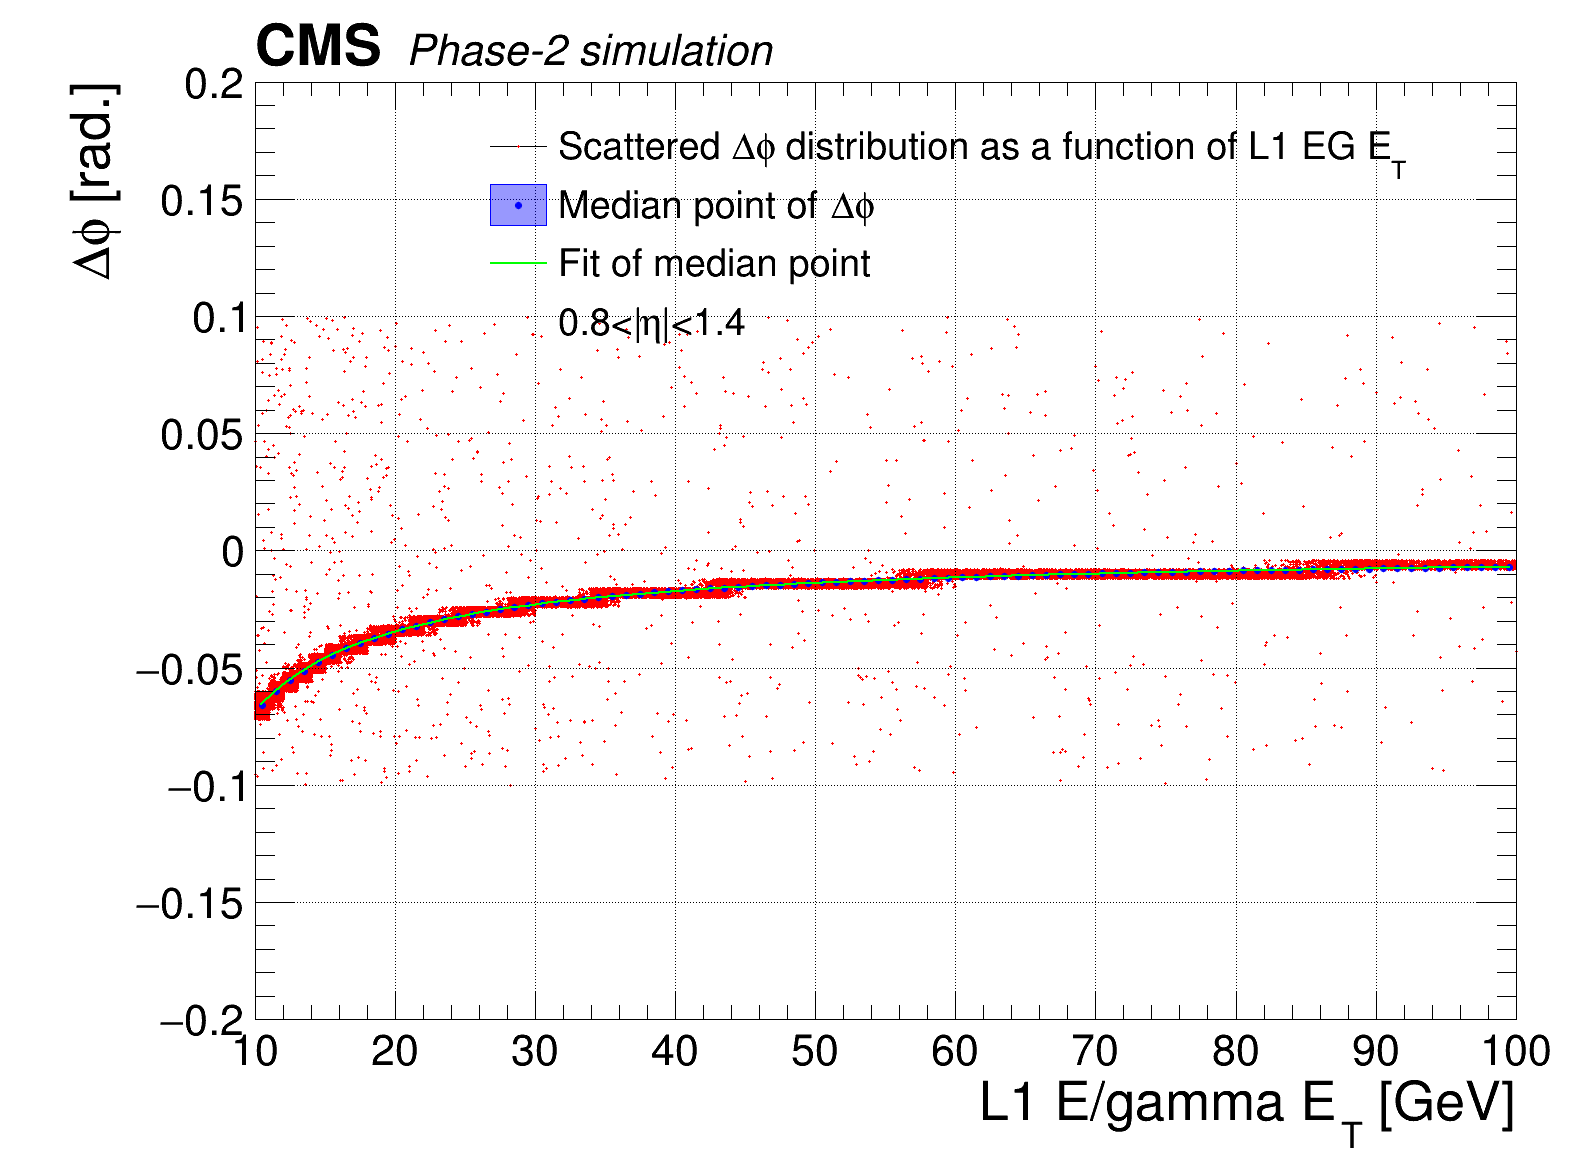 CMS Phase-2 simulation
Δϕ [rad.]
0.2
0.15
0.1
0.05
0
−0.05
−0.1
−0.15
−0.2
Scattered Δϕ distribution as a function of L1 EG E_T
Median point of Δϕ
Fit of median point
0.8<|η|<1.4
10 20 30 40 50 60 70 80 90 100
L1 E/gamma E_T [GeV]